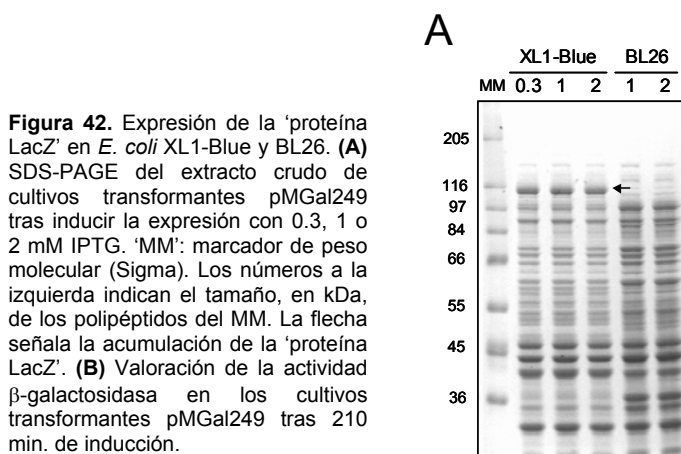 A
XL1-Blue BL26
MM 0.3 1 2 1 2
205
116
97
84
66
55
45
36
Figura 42. Expresión de la ‘proteína
LacZ’ en E. coli XL1-Blue y BL26. (A)
SDS-PAGE del extracto crudo de
cultivos transformantes pMGal249
tras inducir la expresión con 0.3, 1 o
2 mM IPTG. ‘MM’: marcador de peso
molecular (Sigma). Los números a la
izquierda indican el tamaño, en kDa,
de los polipéptidos del MM. La flecha
señala la acumulación de la ‘proteína
LacZ’. (B) Valoración de la actividad
β-galactosidasa en los cultivos
transformantes pMGal249 tras 210
min. de inducción.